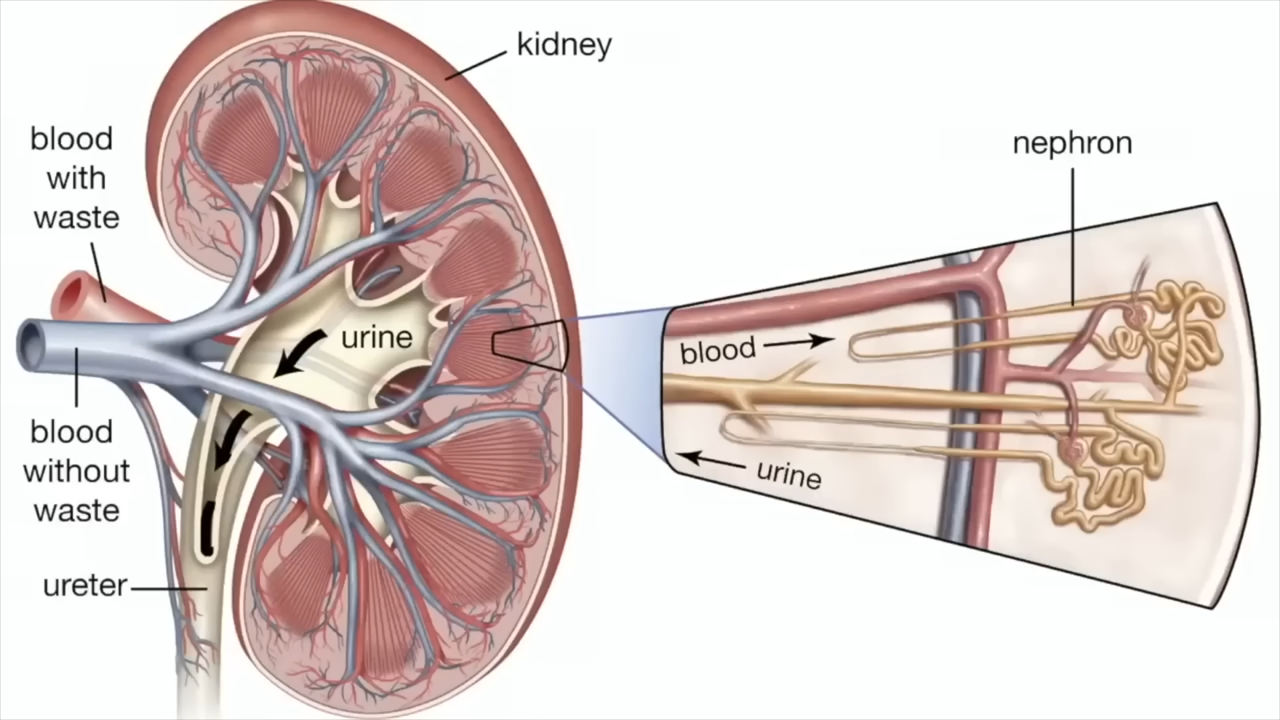 kidney
blood
with
waste
urine
blood
without
waste
ureter
nephron
blood
urine